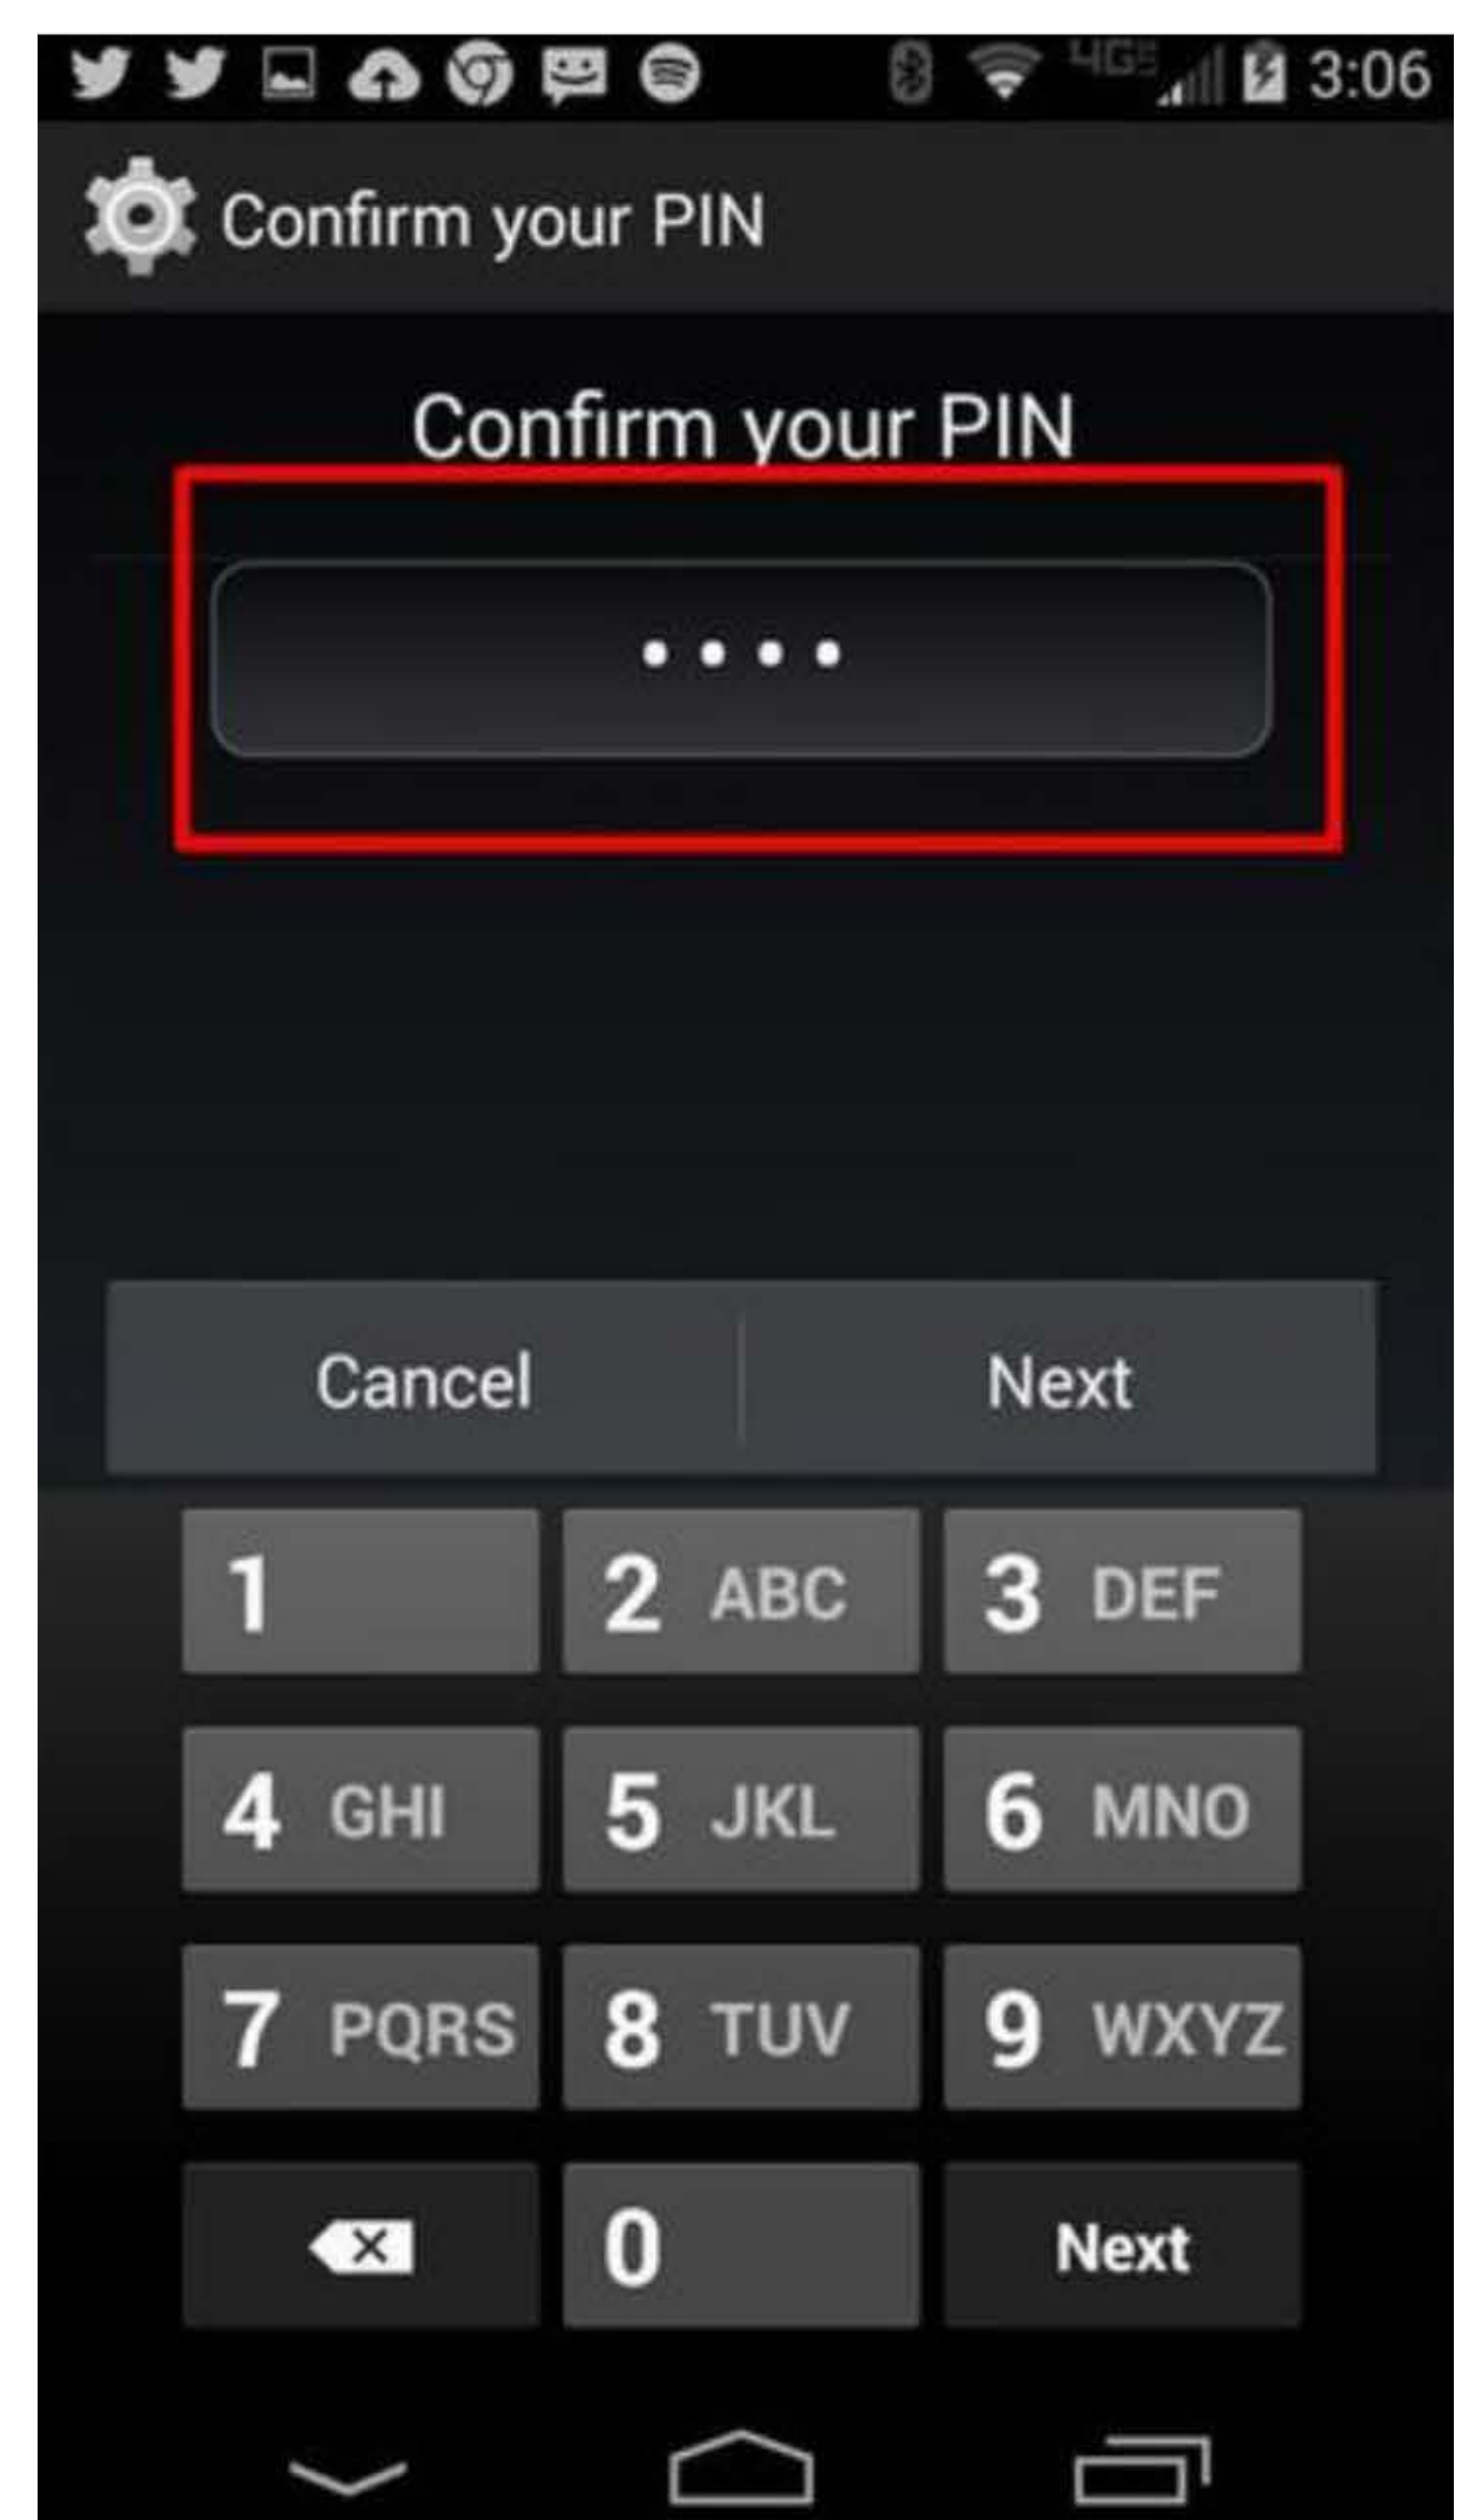 4G 3:06
Confirm your PIN
Confirm your PIN
••••
Cancel Next
1 2 ABC 3 DEF
4 GHI 5 JKL 6 MNO
7 PQRS 8 TUV 9 WXYZ
0 Next